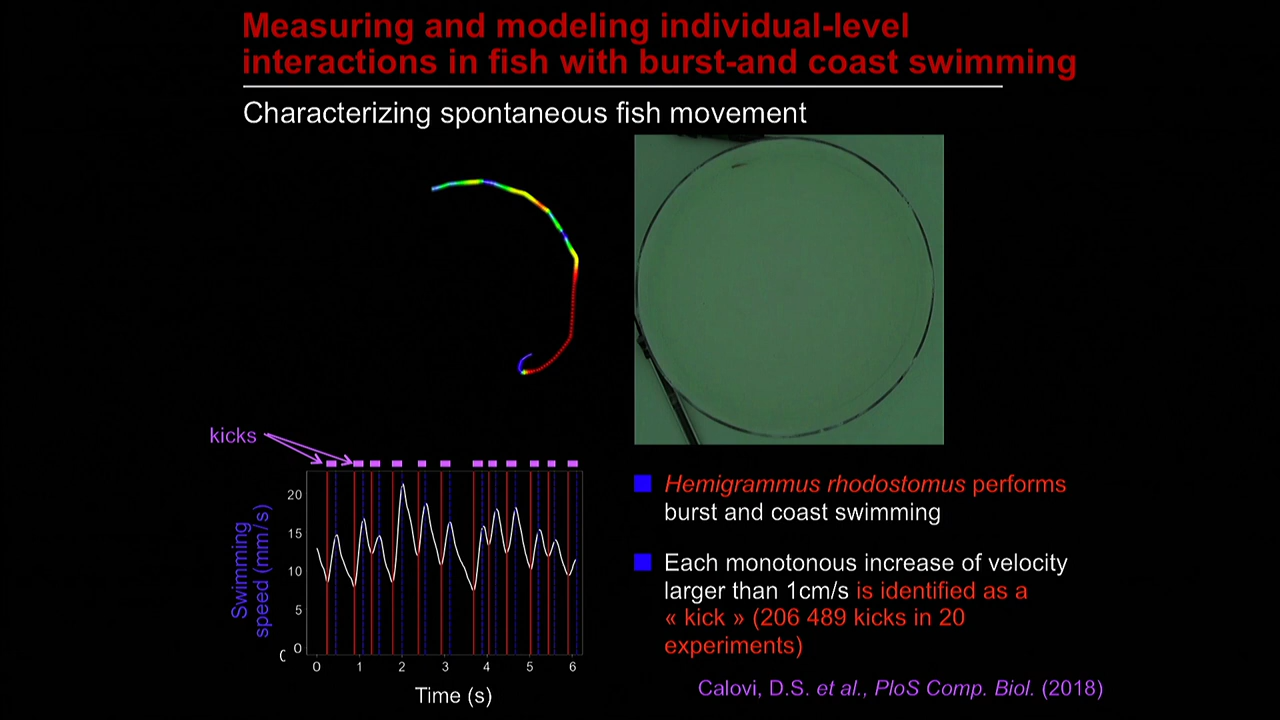 Measuring and modeling individual-level
interactions in fish with burst-and coast swimming
Characterizing spontaneous fish movement
kicks
20
15
10
5
0
0
Swimming
speed (mm/s)
0 1 2 3 4 5 6
Time (s)
Hemigrammus rhodostomus performs
burst and coast swimming
Each monotonous increase of velocity
larger than 1cm/s is identified as a
« kick » (206 489 kicks in 20
experiments)
Calovi, D.S. et al., PloS Comp. Biol. (2018)